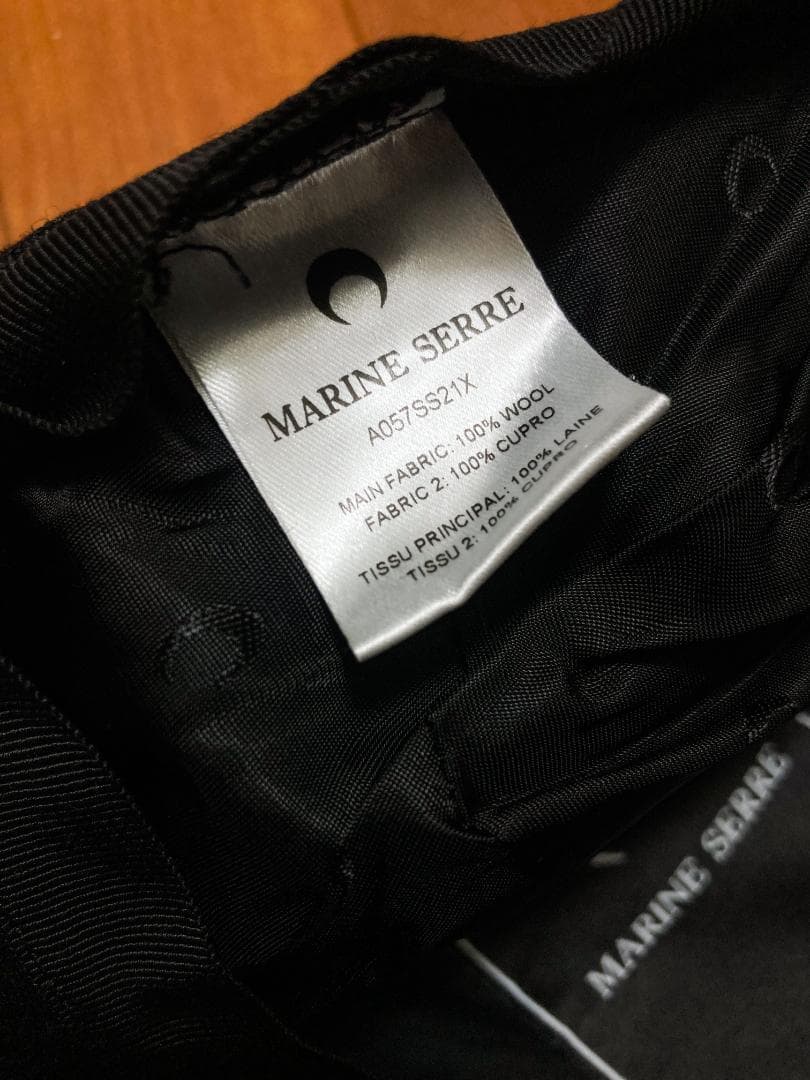 MARINE SERRE
A057SS21X
MAIN FABRIC: 100% WOOL
FABRIC 2: 100% CUPRO
TISSU PRINCIPAL: 100% LAINE
TISSU 2: 100% CUPRO
MARINE SERRE